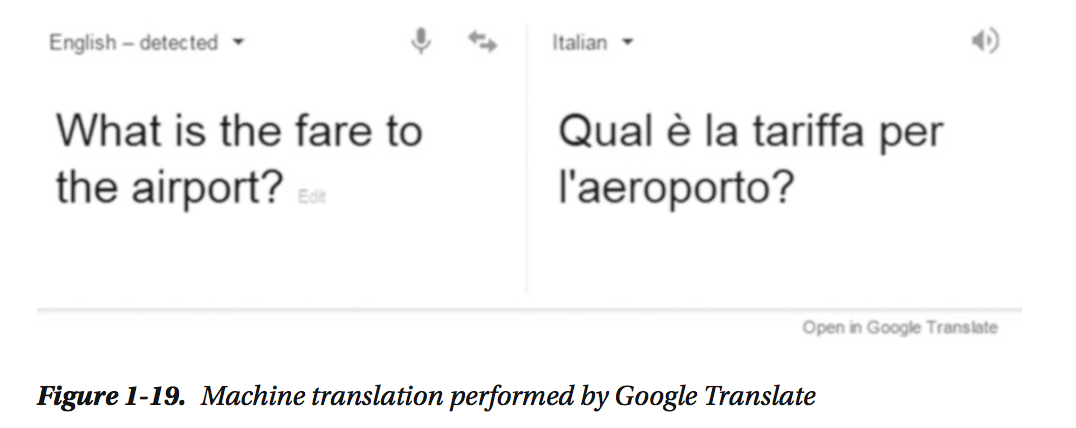 English – detected
Italian
What is the fare to
the airport? Edit
Qual è la tariffa per
l'aeroporto?
Open in Google Translate
Figure 1-19. Machine translation performed by Google Translate